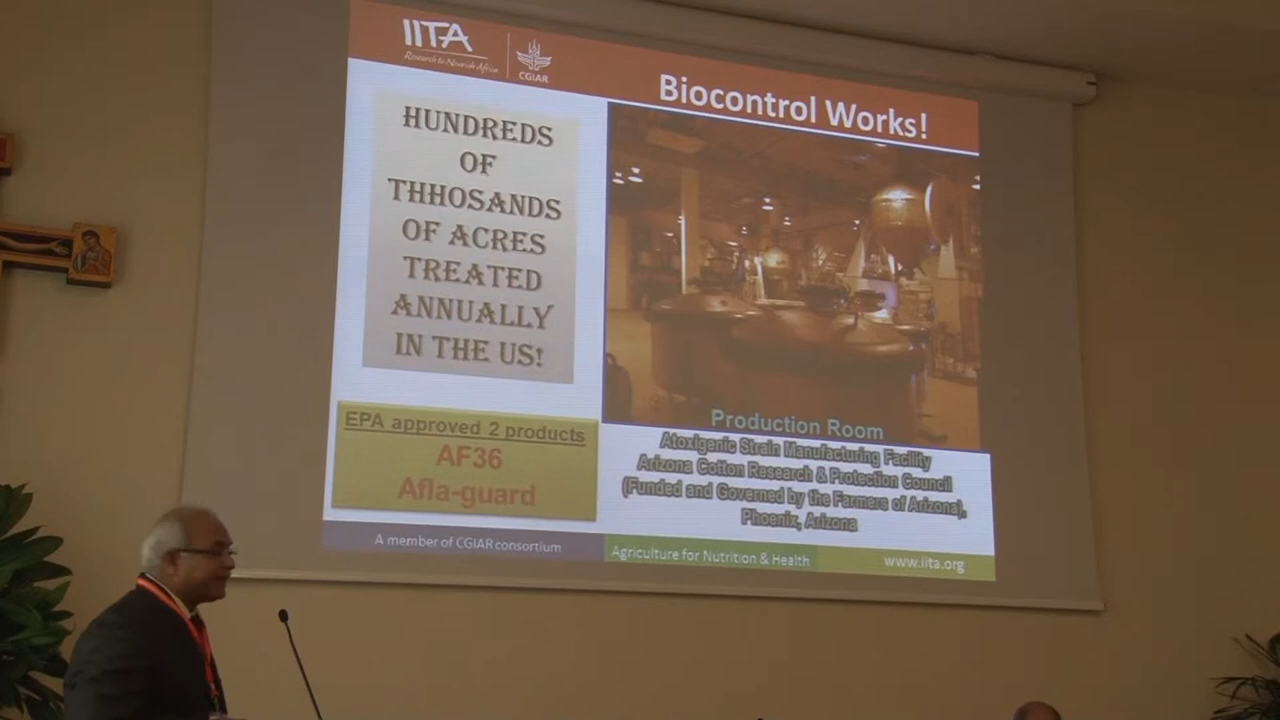 IITA
Research to Nourish Africa
CGIAR
Biocontrol Works!
HUNDREDS
OF
THHOSANDS
OF ACRES
TREATED
ANNUALLY
IN THE US!
EPA approved 2 products
AF36
Afla-guard
Production Room
Atoxigenic Strain Manufacturing Facility
Arizona Cotton Research & Protection Council
(Funded and Governed by the Farmers of Arizona),
Phoenix, Arizona
A member of CGIAR consortium
Agriculture for Nutrition & Health
www.iita.org